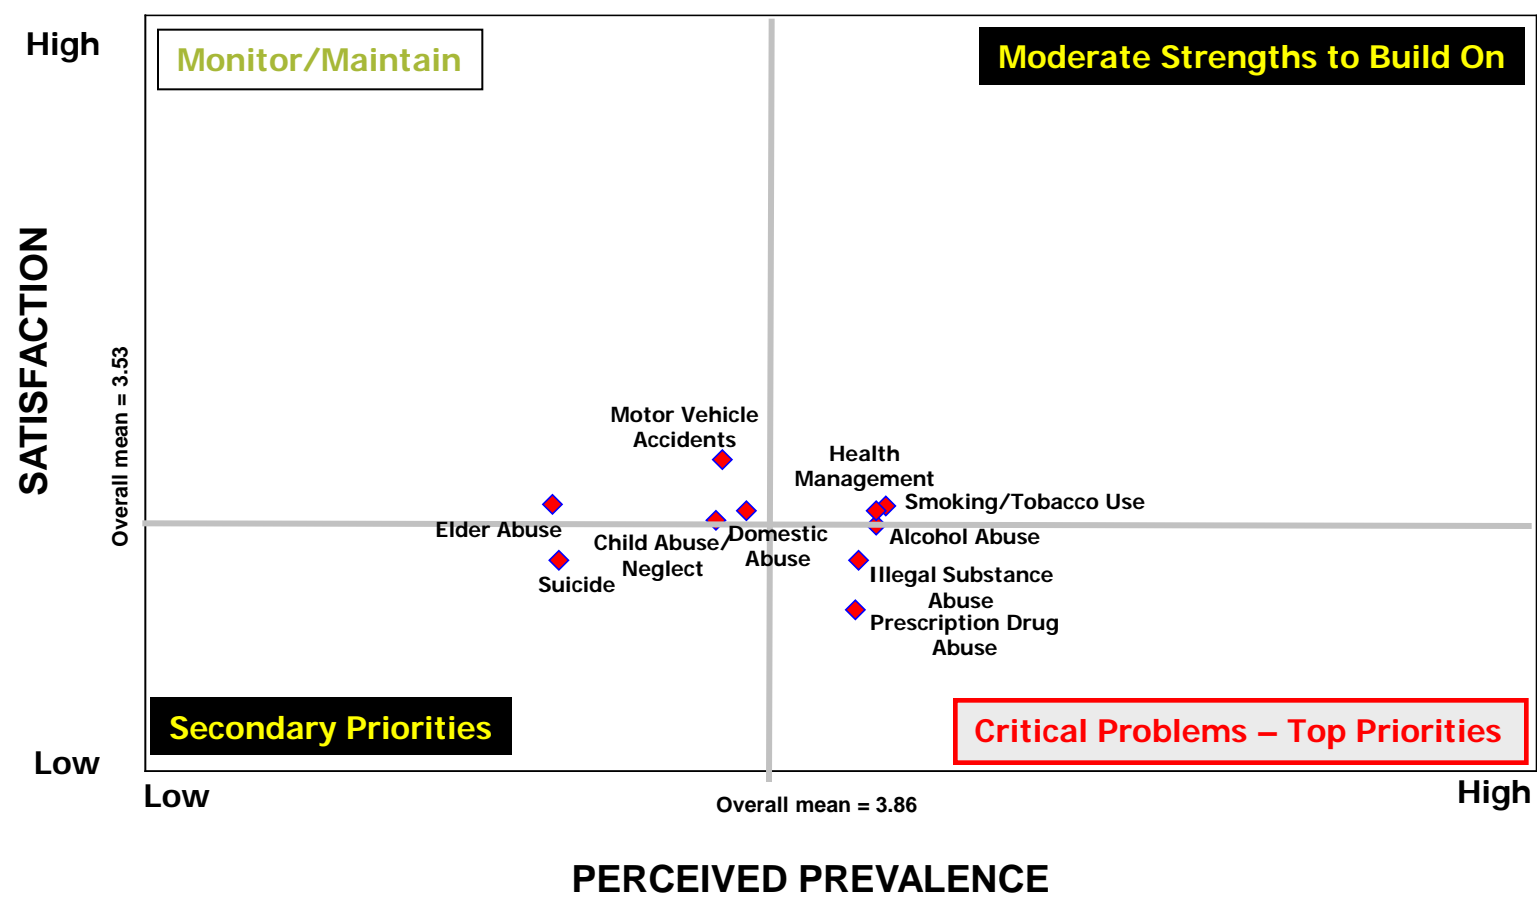 High
Monitor/Maintain
Moderate Strengths to Build On
SATISFACTION
Overall mean = 3.53
Motor Vehicle
Accidents
Health
Management
Smoking/Tobacco Use
Elder Abuse
Child Abuse/
Neglect
Domestic
Abuse
Alcohol Abuse
Suicide
Illegal Substance
Abuse
Prescription Drug
Abuse
Secondary Priorities
Critical Problems – Top Priorities
Low
Low
High
Overall mean = 3.86
PERCEIVED PREVALENCE